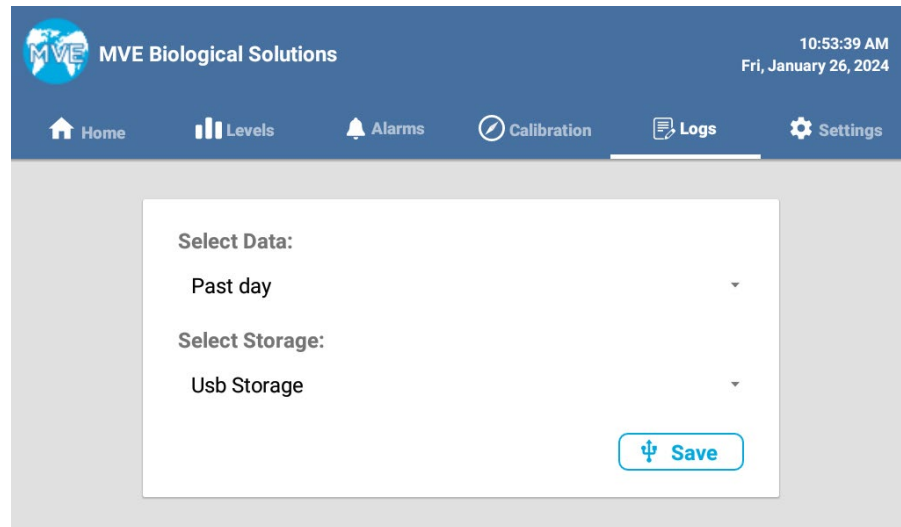 MVE
MVE Biological Solutions
10:53:39 AM
Fri, January 26, 2024
Home
Levels
Alarms
Calibration
Logs
Settings
Select Data:
Past day
Select Storage:
Usb Storage
Save